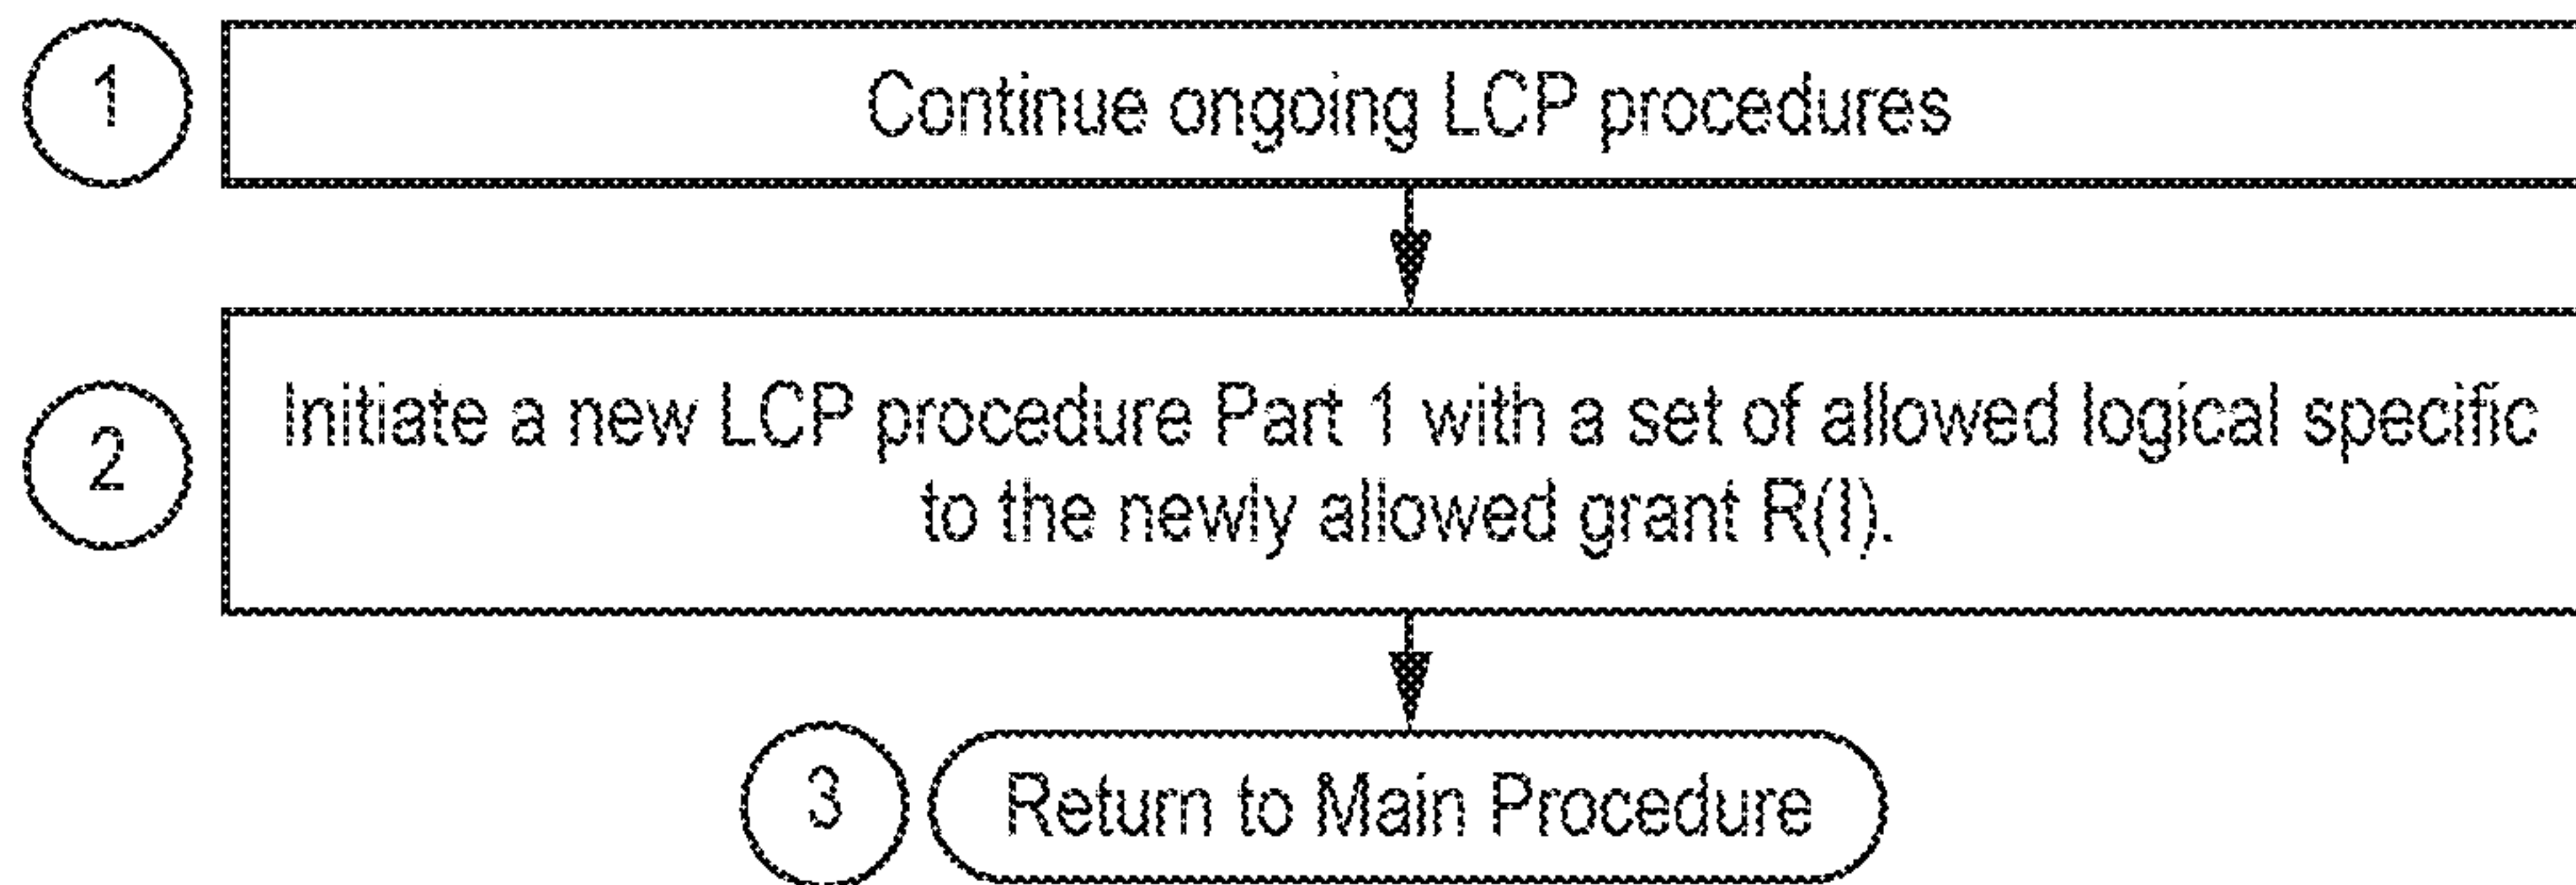 1
Continue ongoing LCP procedures
2
Initiate a new LCP procedure Part 1 with a set of allowed logical specific
to the newly allowed grant R(I).
3
Return to Main Procedure